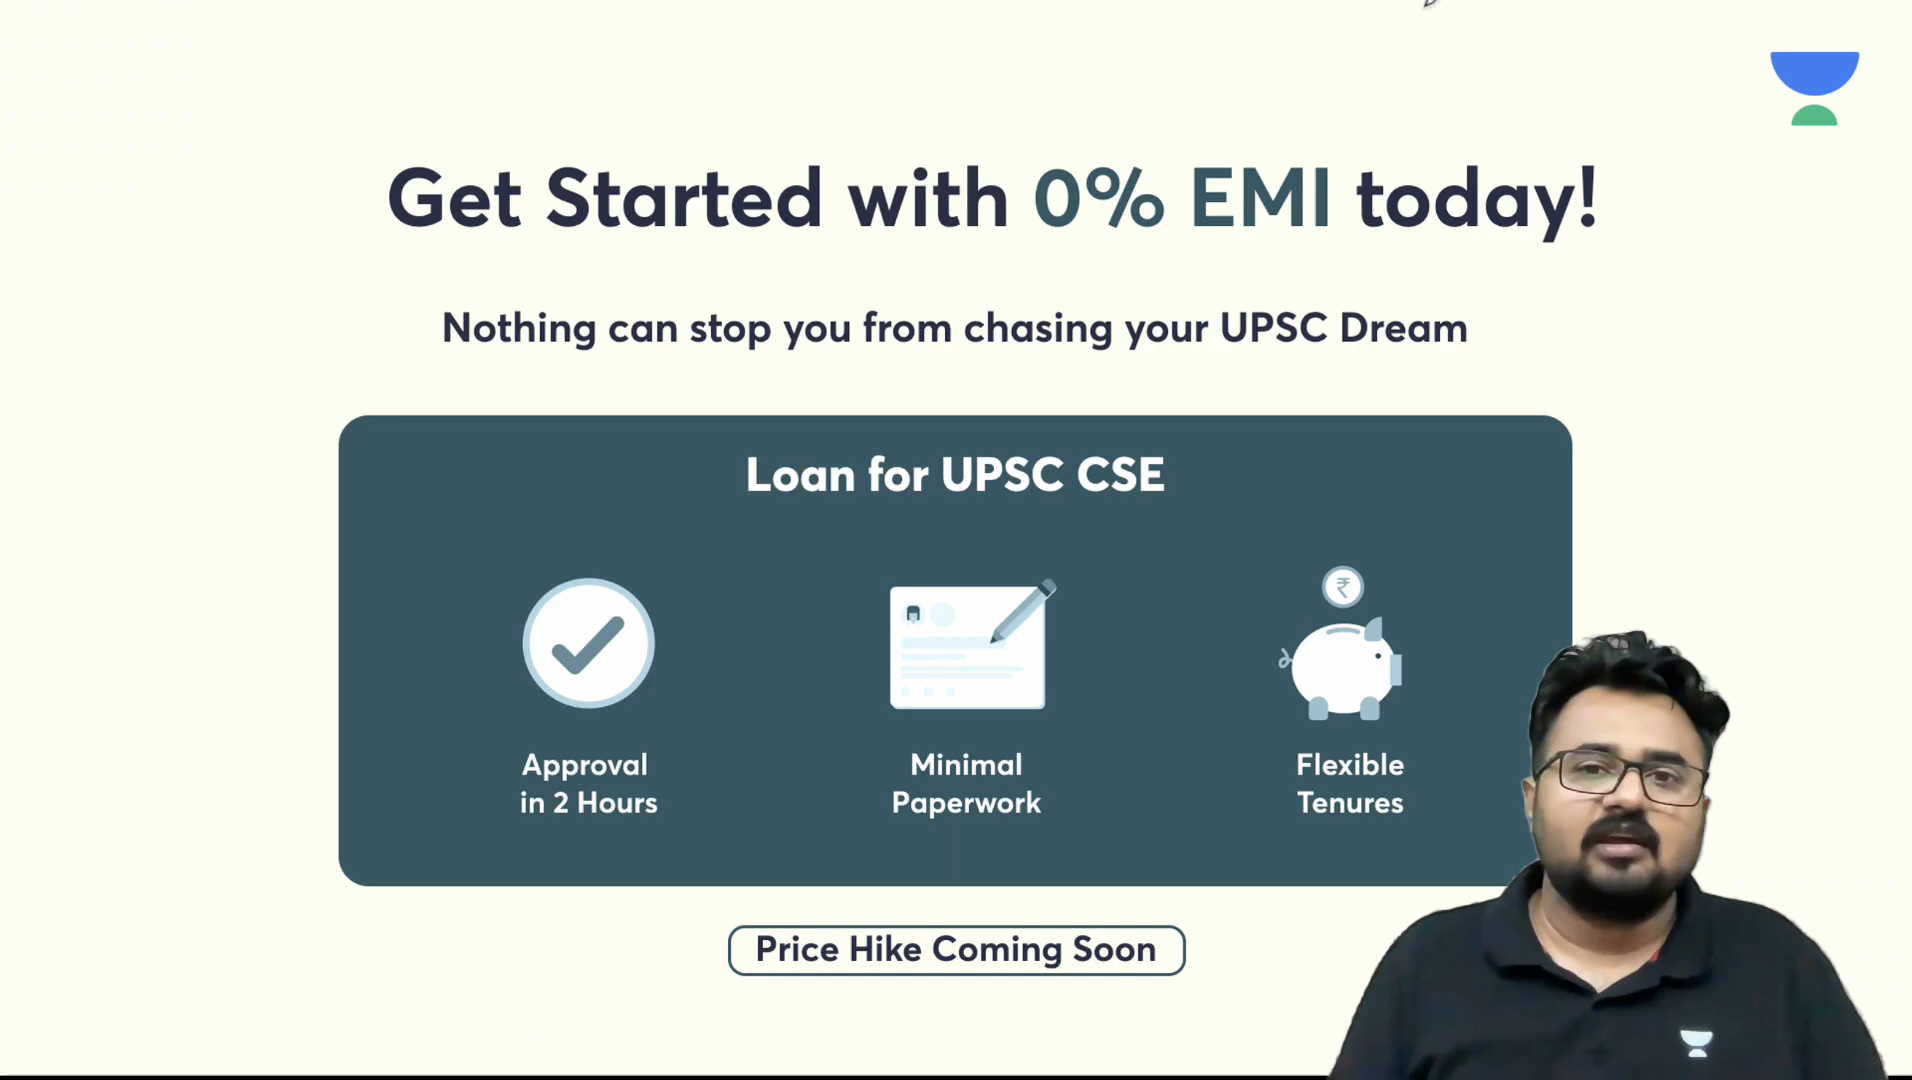 Get Started with 0% EMI today!
Nothing can stop you from chasing your UPSC Dream
Loan for UPSC CSE
₹
Approval
in 2 Hours
Minimal
Paperwork
Flexible
Tenures
Price Hike Coming Soon